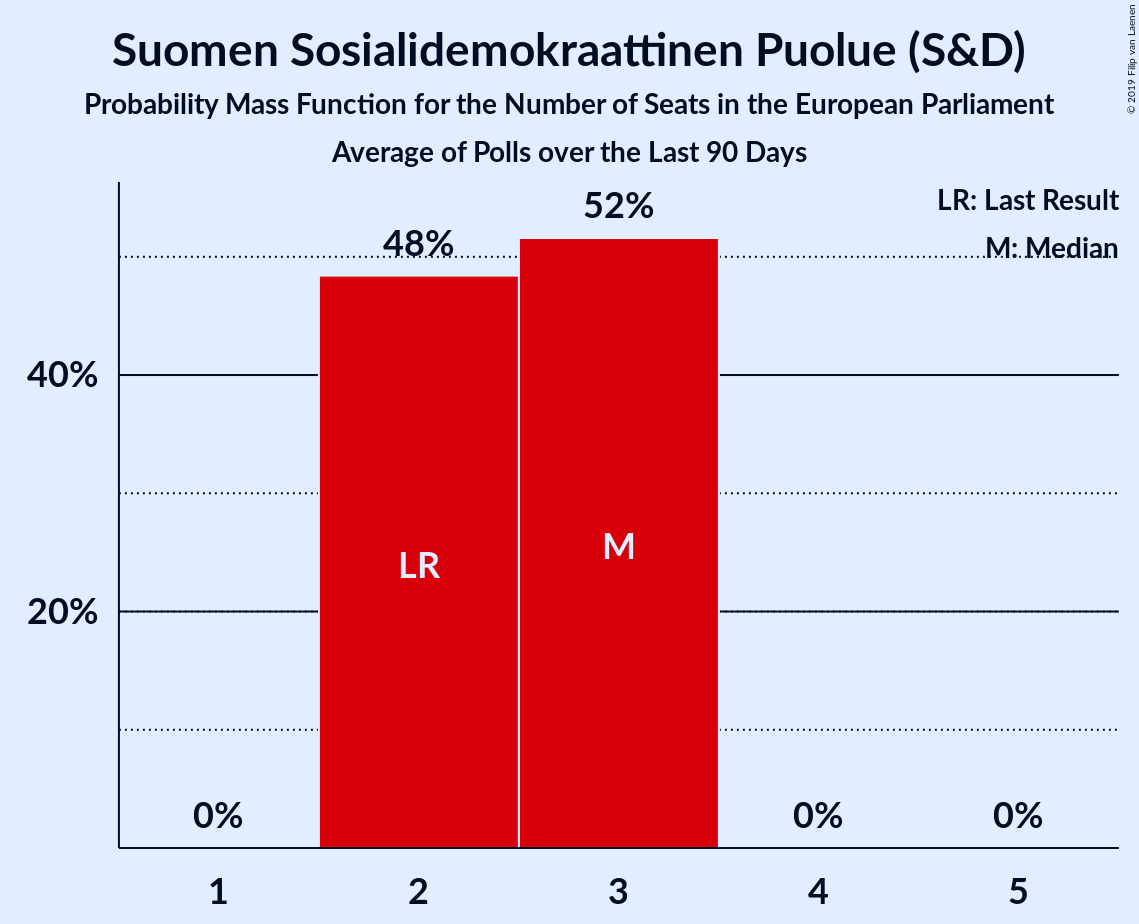 Suomen Sosialidemokraattinen Puolue (S&D)
Probability Mass Function for the Number of Seats in the European Parliament
Average of Polls over the Last 90 Days
© 2019 Filip van Laenen
LR: Last Result
M: Median
52%
48%
40%
20%
LR
M
0%
0%
0%
1
2
3
4
5